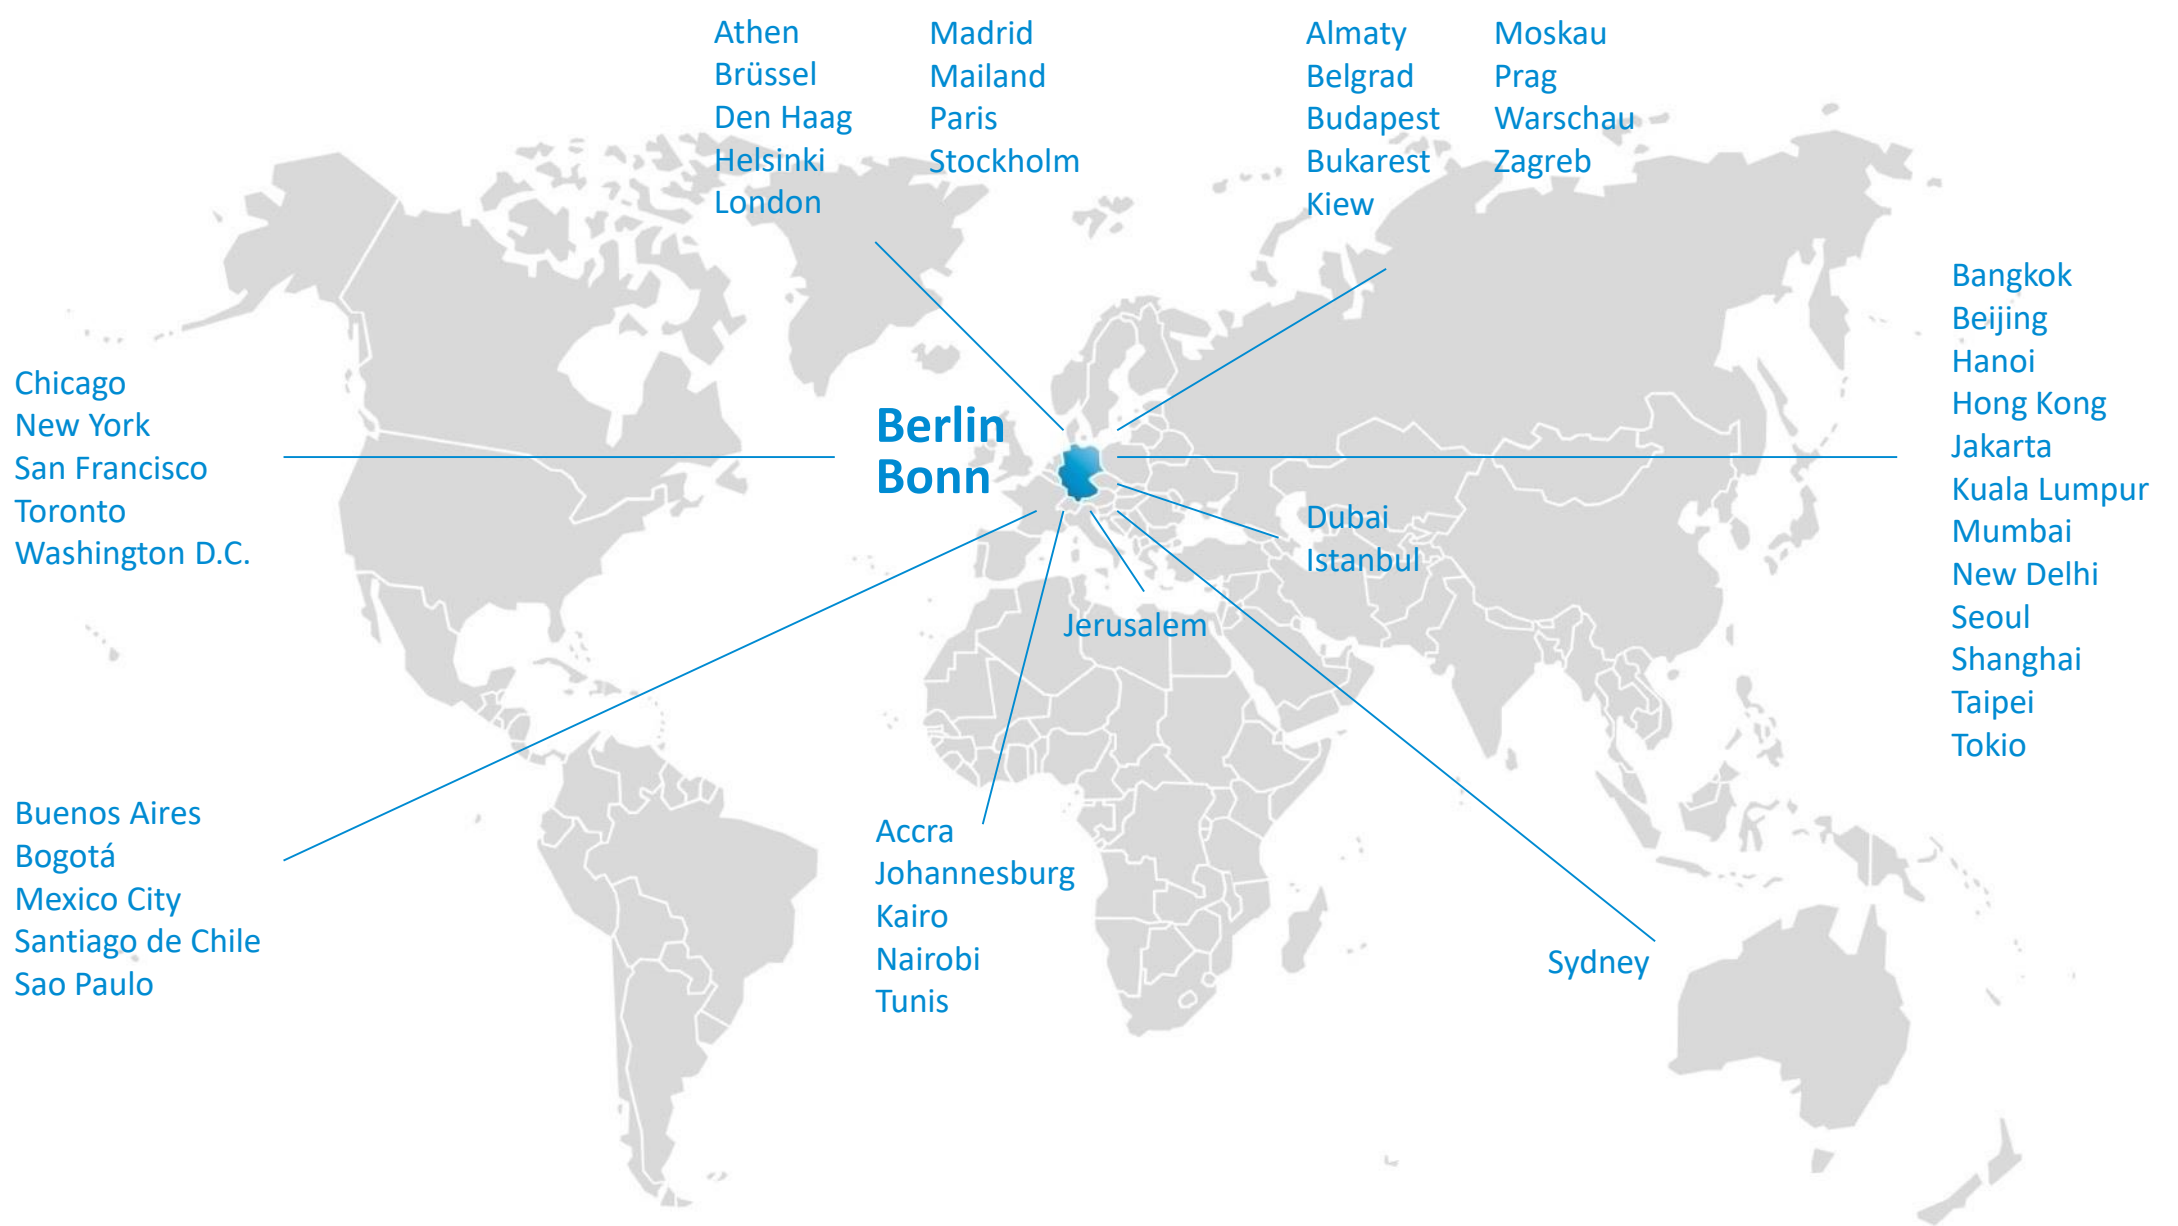 Athen
Brüssel
Den Haag
Helsinki
London
Madrid
Mailand
Paris
Stockholm
Almaty
Belgrad
Budapest
Bukarest
Kiew
Moskau
Prag
Warschau
Zagreb
Bangkok
Beijing
Hanoi
Hong Kong
Jakarta
Kuala Lumpur
Mumbai
New Delhi
Seoul
Shanghai
Taipei
Tokio
Chicago
New York
San Francisco
Toronto
Washington D.C.
Berlin
Bonn
Dubai
Istanbul
Jerusalem
Buenos Aires
Bogotá
Mexico City
Santiago de Chile
Sao Paulo
Accra
Johannesburg
Kairo
Nairobi
Tunis
Sydney